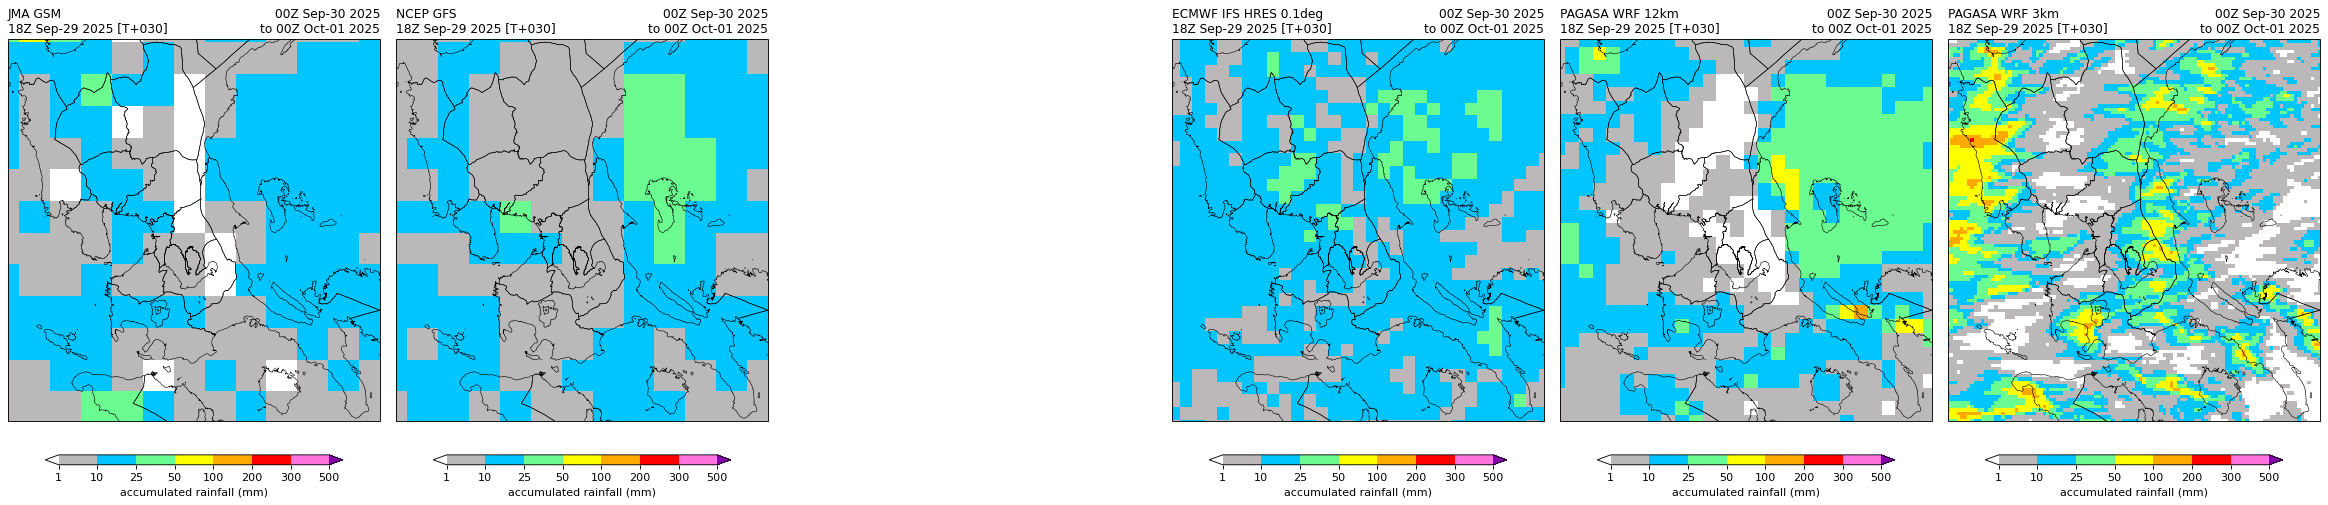 JMA GSM 00Z Sep-30 2025
18Z Sep-29 2025 [T+030] to 00Z Oct-01 2025
1 10 25 50 100 200 300 500
accumulated rainfall (mm)
NCEP GFS 00Z Sep-30 2025
18Z Sep-29 2025 [T+030] to 00Z Oct-01 2025
1 10 25 50 100 200 300 500
accumulated rainfall (mm)
ECMWF IFS HRES 0.1deg 00Z Sep-30 2025
18Z Sep-29 2025 [T+030] to 00Z Oct-01 2025
1 10 25 50 100 200 300 500
accumulated rainfall (mm)
PAGASA WRF 12km 00Z Sep-30 2025
18Z Sep-29 2025 [T+030] to 00Z Oct-01 2025
1 10 25 50 100 200 300 500
accumulated rainfall (mm)
PAGASA WRF 3km 00Z Sep-30 2025
18Z Sep-29 2025 [T+030] to 00Z Oct-01 2025
1 10 25 50 100 200 300 500
accumulated rainfall (mm)